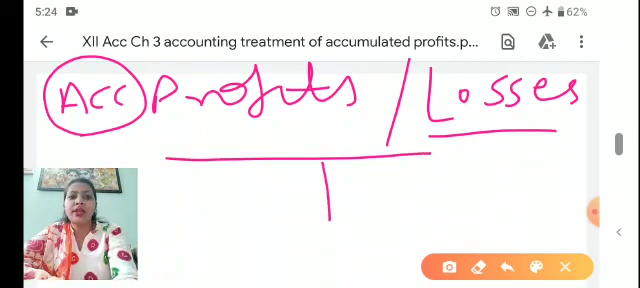 5:24 62%
XII Acc Ch 3 accounting treatment of accumulated profits.p...
ACC Profits / Losses